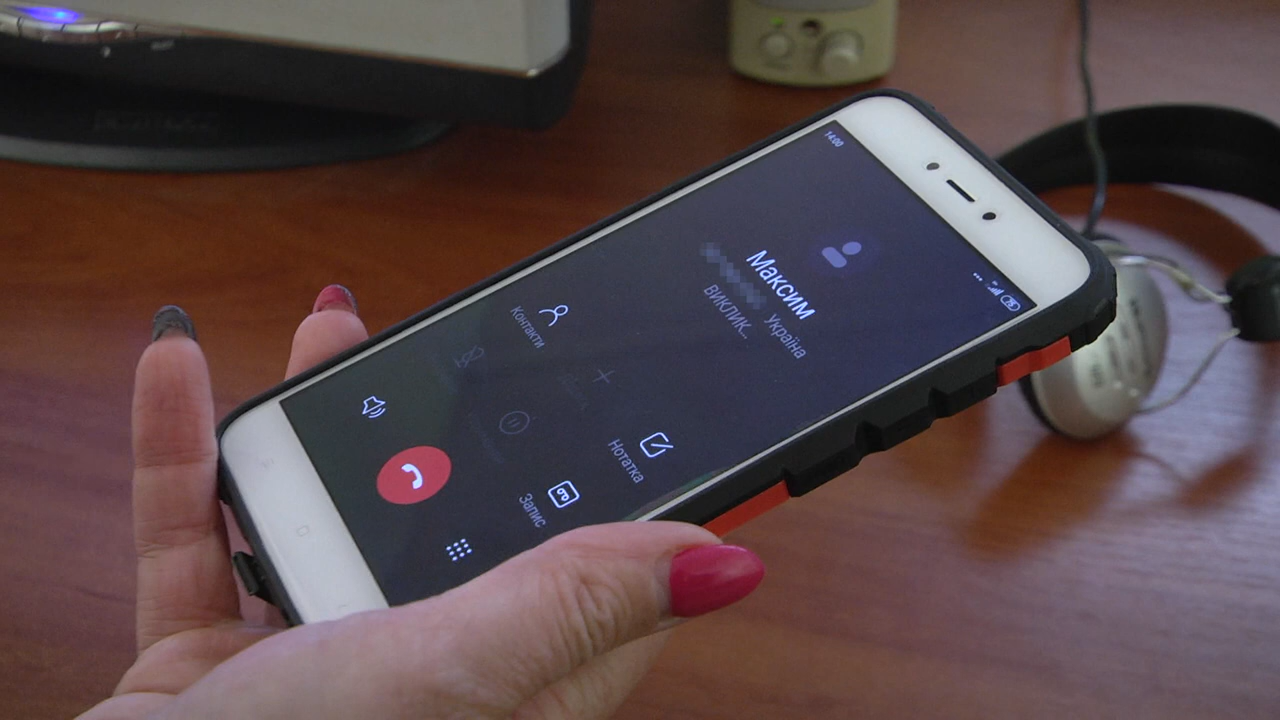 14:00
Максим
Україна
ВИКЛИК...
Контакти
Нотатка
Запис